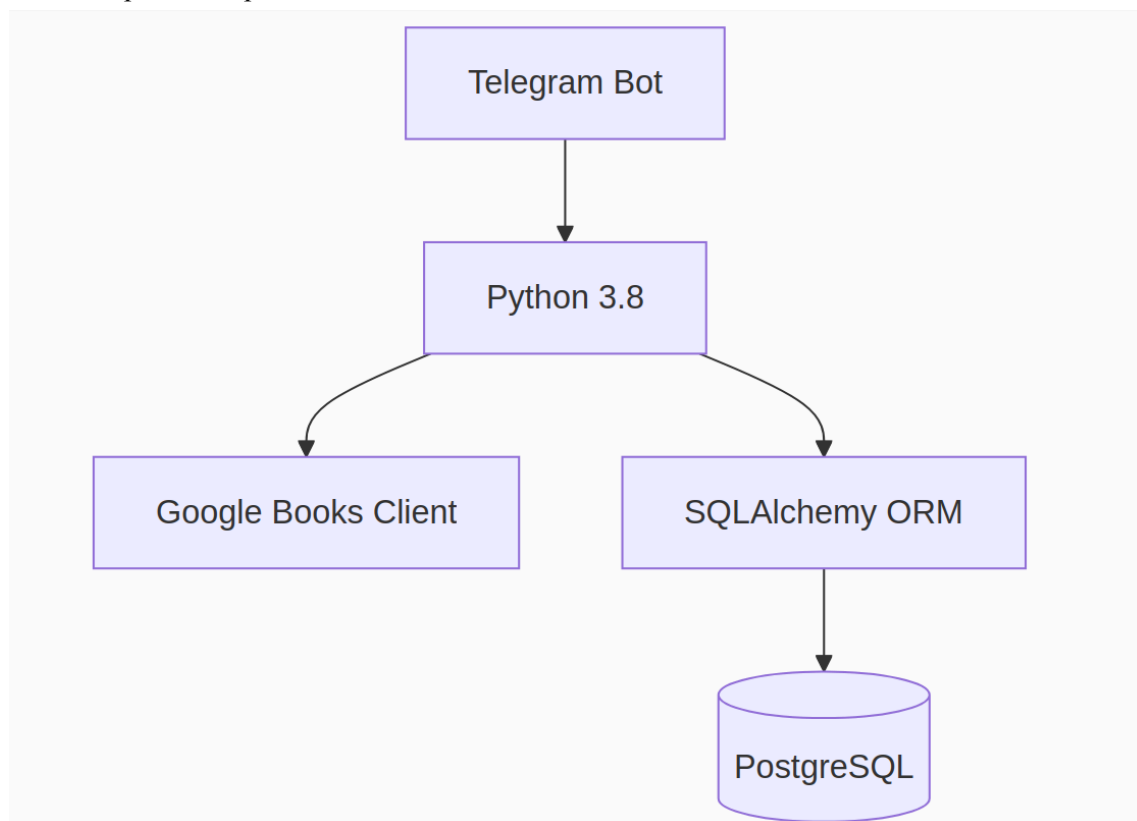 Telegram Bot
Python 3.8
Google Books Client
SQLAlchemy ORM
PostgreSQL